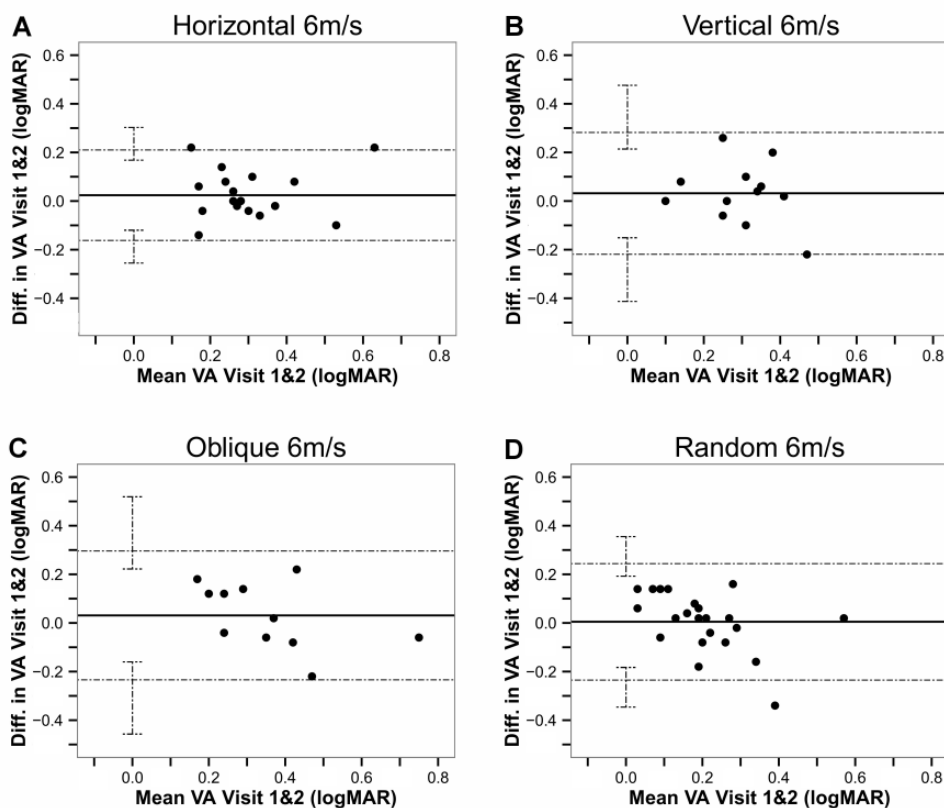 A
Horizontal 6m/s
Diff. in VA Visit 1&2 (logMAR)
0.6
0.4
0.2
0.0
−0.2
−0.4
0.0 0.2 0.4 0.6 0.8
Mean VA Visit 1&2 (logMAR)
B
Vertical 6m/s
Diff. in VA Visit 1&2 (logMAR)
0.6
0.4
0.2
0.0
−0.2
−0.4
0.0 0.2 0.4 0.6 0.8
Mean VA Visit 1&2 (logMAR)
C
Oblique 6m/s
Diff. in VA Visit 1&2 (logMAR)
0.6
0.4
0.2
0.0
−0.2
−0.4
0.0 0.2 0.4 0.6 0.8
Mean VA Visit 1&2 (logMAR)
D
Random 6m/s
Diff. in VA Visit 1&2 (logMAR)
0.6
0.4
0.2
0.0
−0.2
−0.4
0.0 0.2 0.4 0.6 0.8
Mean VA Visit 1&2 (logMAR)